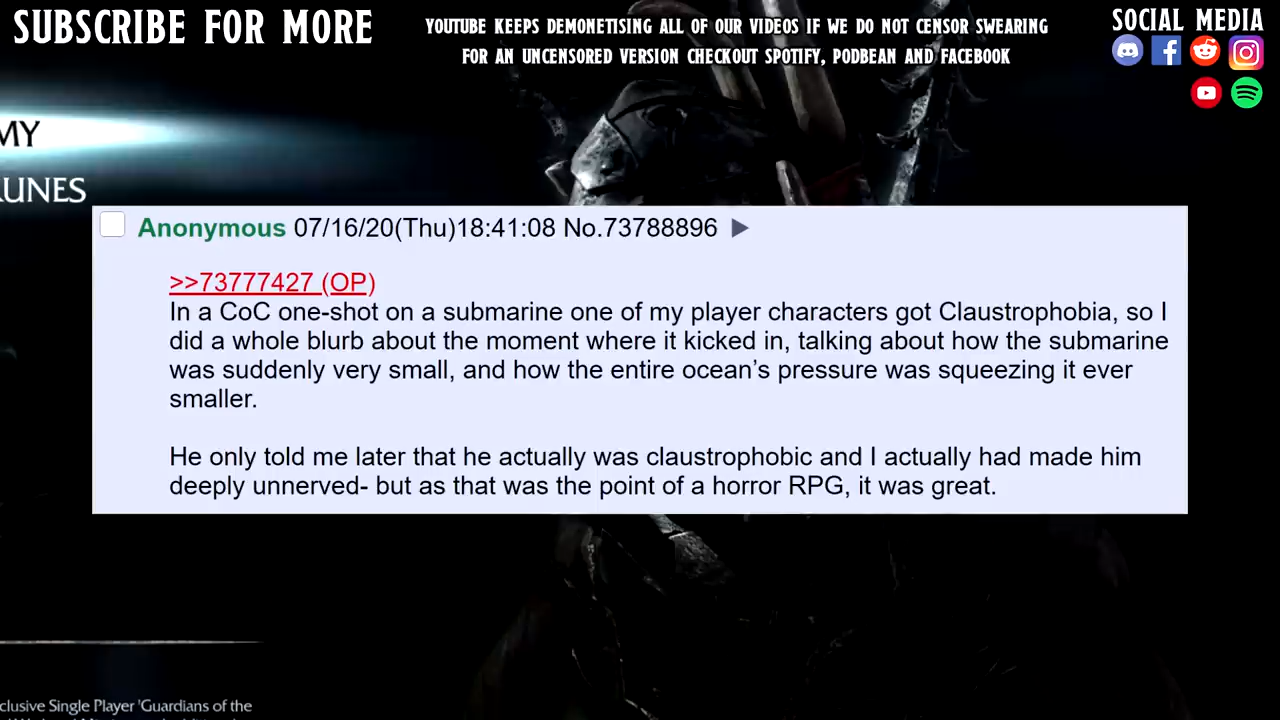 SUBSCRIBE FOR MORE
YOUTUBE KEEPS DEMONETISING ALL OF OUR VIDEOS IF WE DO NOT CENSOR SWEARING
FOR AN UNCENSORED VERSION CHECKOUT SPOTIFY, PODBEAN AND FACEBOOK
SOCIAL MEDIA
MY
RUNES
Anonymous 07/16/20(Thu)18:41:08 No.73788896 ▶
>>73777427 (OP)
In a CoC one-shot on a submarine one of my player characters got Claustrophobia, so I
did a whole blurb about the moment where it kicked in, talking about how the submarine
was suddenly very small, and how the entire ocean’s pressure was squeezing it ever
smaller.
He only told me later that he actually was claustrophobic and I actually had made him
deeply unnerved- but as that was the point of a horror RPG, it was great.
clusive Single Player 'Guardians of the